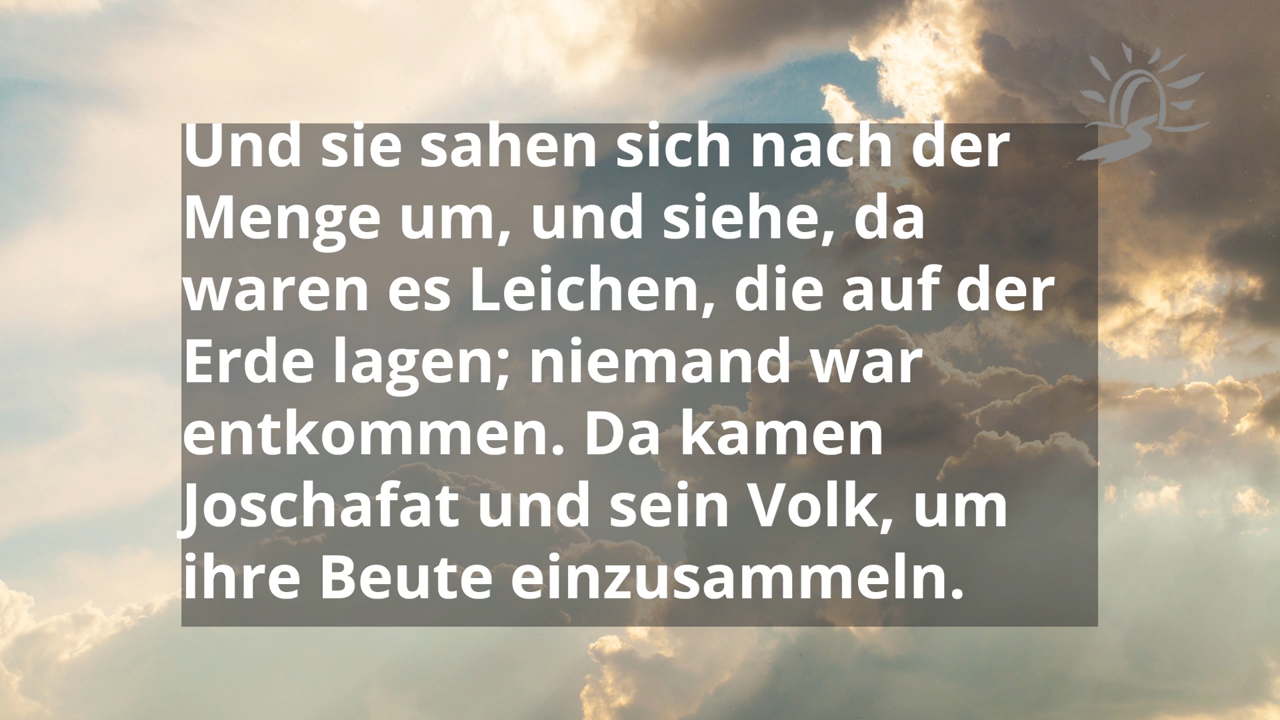 Und sie sahen sich nach der
Menge um, und siehe, da
waren es Leichen, die auf der
Erde lagen; niemand war
entkommen. Da kamen
Joschafat und sein Volk, um
ihre Beute einzusammeln.